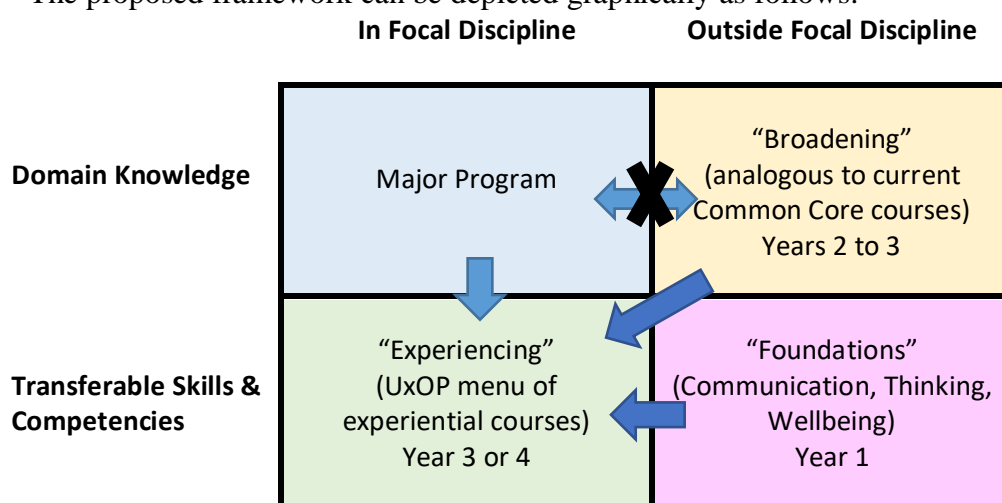 The proposed framework can be depicted graphically as follows:
In Focal Discipline
Outside Focal Discipline
Domain Knowledge
Major Program
“Broadening”
(analogous to current
Common Core courses)
Years 2 to 3
Transferable Skills &
Competencies
“Experiencing”
(UxOP menu of
experiential courses)
Year 3 or 4
“Foundations”
(Communication, Thinking,
Wellbeing)
Year 1